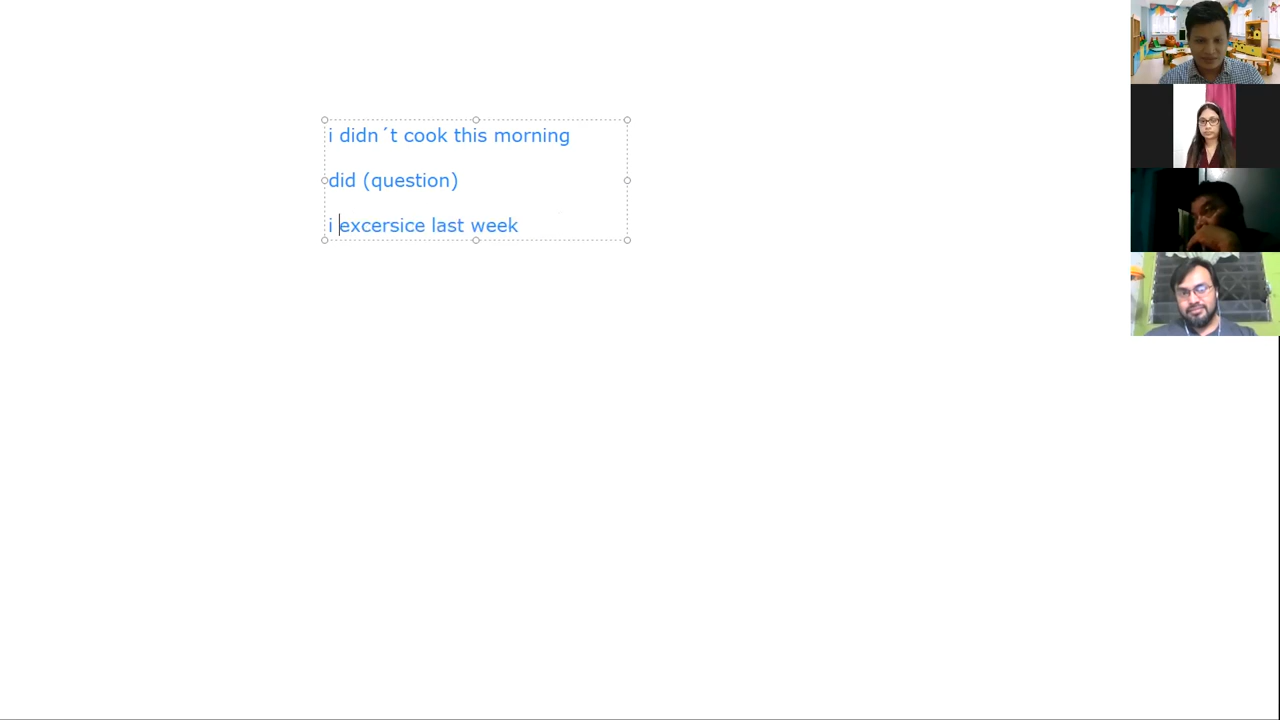 i didn´t cook this morning
did (question)
i excersice last week